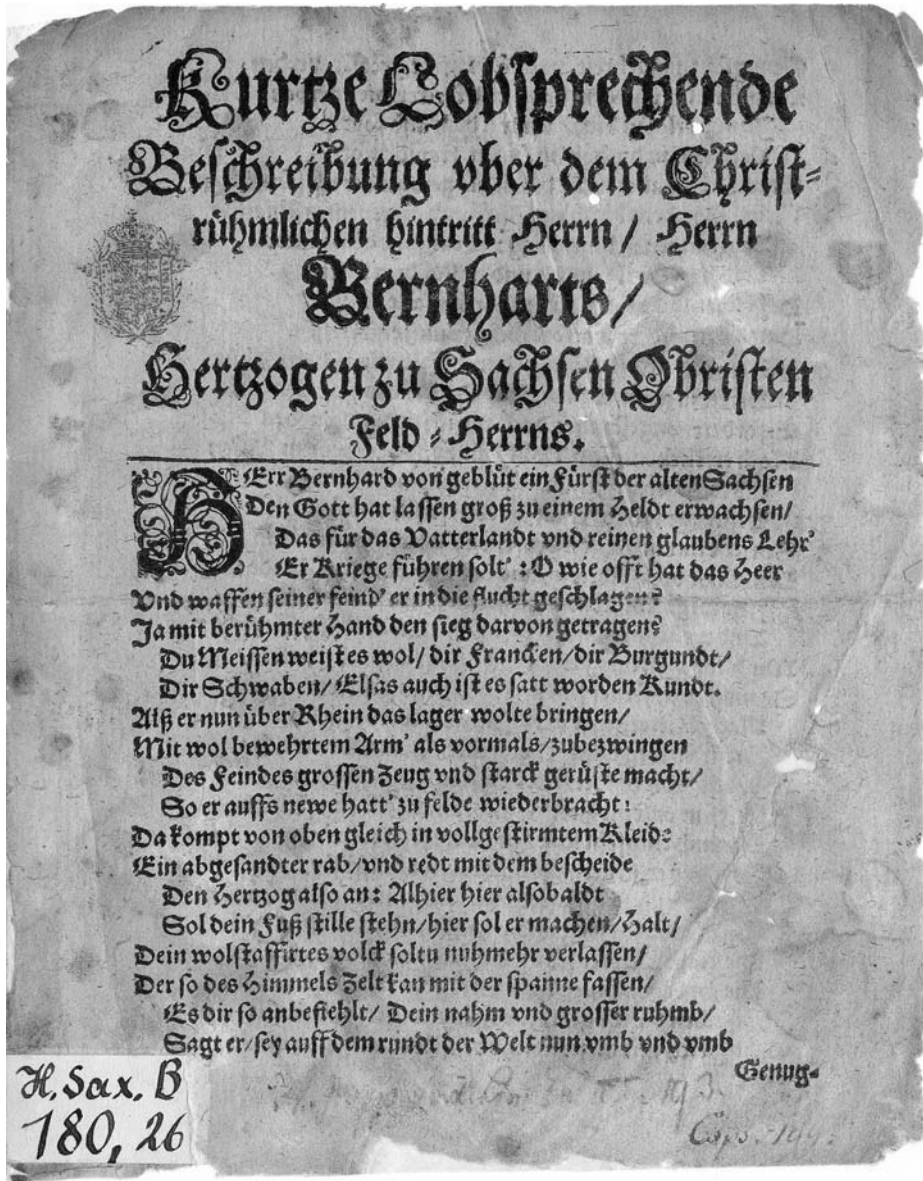 Kurtze Lobsprechende
Beschreibung vber dem Christ-
rühmlichen hintritt Herrn / Herrn
Bernharts /
Hertzogen zu Sachsen Obristen
Feld-Herrns.
HErr Bernhard von geblüt ein Fürst der alten Sachsen
Den Gott hat lassen groß zu einem Heldt erwachsen /
Das für das Vatterlandt vnd reinen glaubens Lehr'
Er Kriege führen solt' : O wie offt hat das Heer
Vnd waffen seiner feind' er in die flucht geschlagen?
Ja mit berühmter Hand den sieg darvon getragen?
Du Meissen weist es wol / dir Francken / dir Burgundt /
Dir Schwaben / Elsas auch ist es satt worden Kundt.
Alß er nun über Rhein das lager wolte bringen /
Mit wol bewehrtem Arm' als vormals / zubezwingen
Des Feindes grossen Zeug vnd starck gerüste macht /
So er auffs newe hatt' zu felde wiederbracht :
Da kompt von oben gleich in vollgestirmtem Kleide
Ein abgesandter rab / vnd redt mit dem bescheide
Den Hertzog also an : Alhier hier alsobaldt
Sol dein Fuß stille stehn / hier sol er machen / Halt /
Dein wolstaffirtes volck soltu nuhmehr verlassen /
Der so des Himmels Zelt kan mit der spanne fassen /
Es dir so anbefiehlt / Dein nahm vnd grosser ruhmb /
Sagt er / sey auff dem rundt der Welt nun vmb vnd vmb
Genug-
H. Sax. B
180, 26